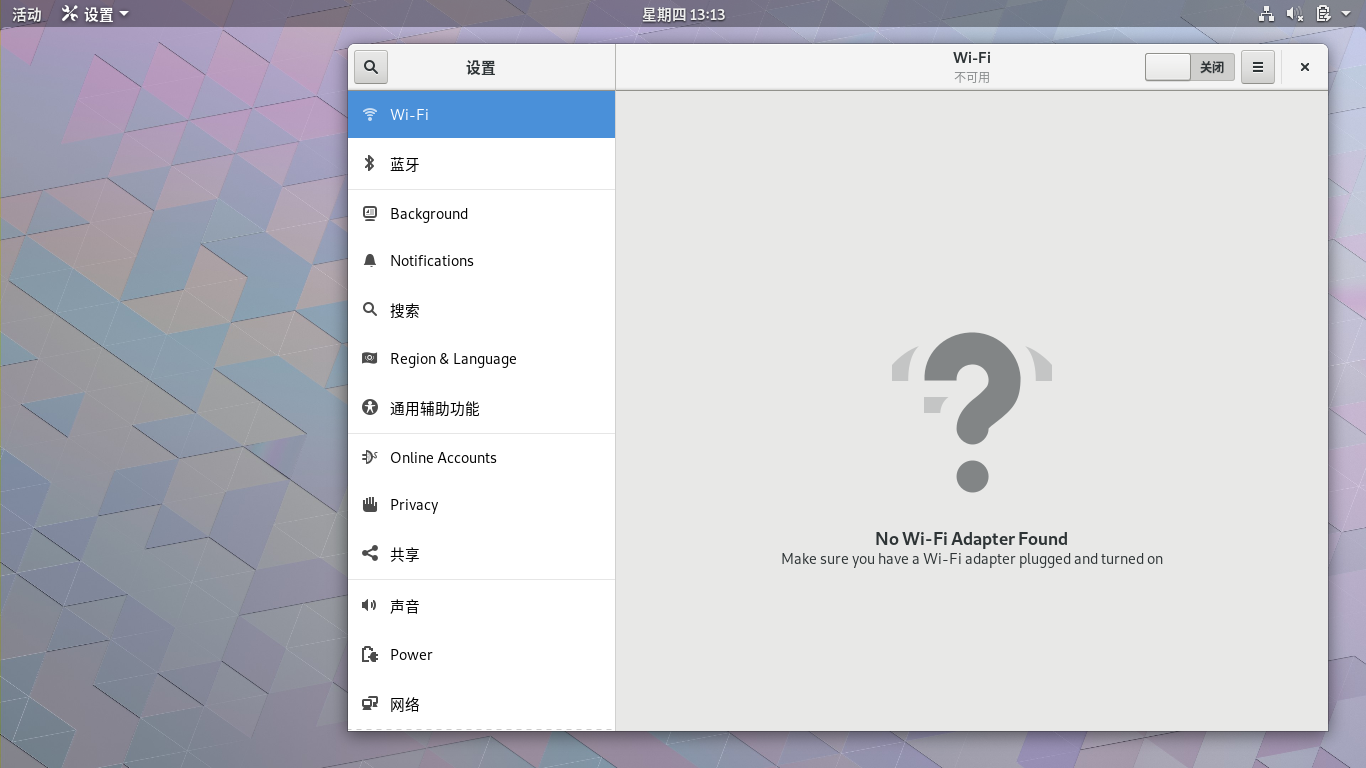 活动
设置
星期四 13:13
设置
Wi-Fi
不可用
关闭
Wi-Fi
蓝牙
Background
Notifications
搜索
Region & Language
通用辅助功能
Online Accounts
Privacy
共享
声音
Power
网络
No Wi-Fi Adapter Found
Make sure you have a Wi-Fi adapter plugged and turned on